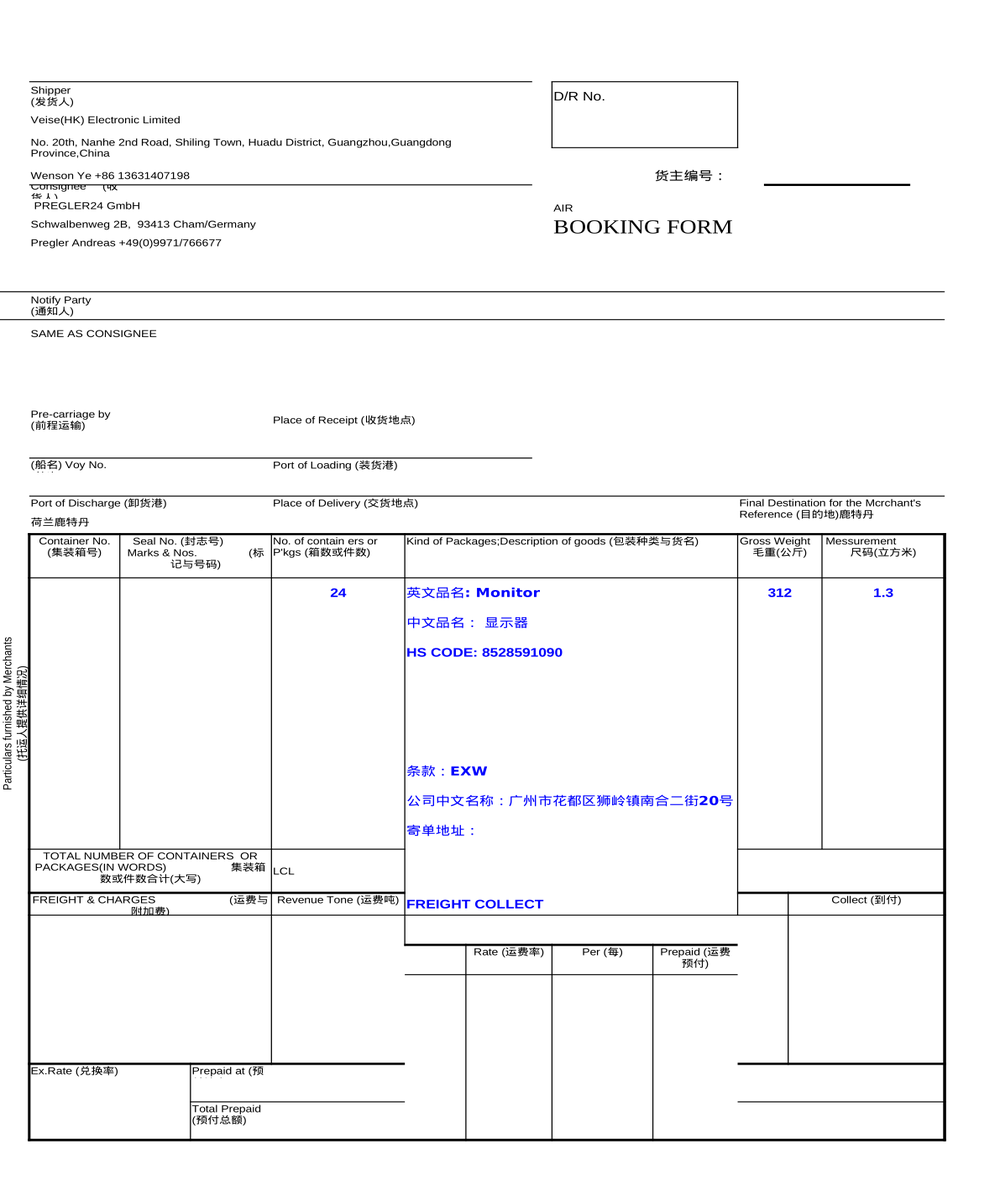 Shipper
(发货人)
Veise(HK) Electronic Limited
No. 20th, Nanhe 2nd Road, Shiling Town, Huadu District, Guangzhou,Guangdong
Province,China
Wenson Ye +86 13631407198
D/R No.
货主编号：
Consignee (收
货人)
PREGLER24 GmbH
Schwalbenweg 2B, 93413 Cham/Germany
Pregler Andreas +49(0)9971/766677
AIR
BOOKING FORM
Notify Party
(通知人)
SAME AS CONSIGNEE
Pre-carriage by
(前程运输)
Place of Receipt (收货地点)
(船名) Voy No.
Port of Loading (装货港)
Port of Discharge (卸货港)
荷兰鹿特丹
Place of Delivery (交货地点)
Final Destination for the Mcrchant's
Reference (目的地)鹿特丹
Container No.
(集装箱号)
Seal No. (封志号)
Marks & Nos. (标
记与号码)
No. of contain ers or
P'kgs (箱数或件数)
Kind of Packages;Description of goods (包装种类与货名)
Gross Weight
毛重(公斤)
Messurement
尺码(立方米)
24
英文品名: Monitor
312
1.3
中文品名： 显示器
HS CODE: 8528591090
条款：EXW
公司中文名称：广州市花都区狮岭镇南合二街20号
寄单地址：
Particulars furnished by Merchants
(托运人提供详细情况)
TOTAL NUMBER OF CONTAINERS OR
PACKAGES(IN WORDS) 集装箱
数或件数合计(大写)
LCL
FREIGHT & CHARGES (运费与
附加费)
Revenue Tone (运费吨)
FREIGHT COLLECT
Collect (到付)
Rate (运费率)
Per (每)
Prepaid (运费
预付)
Ex.Rate (兑换率)
Prepaid at (预
Total Prepaid
(预付总额)